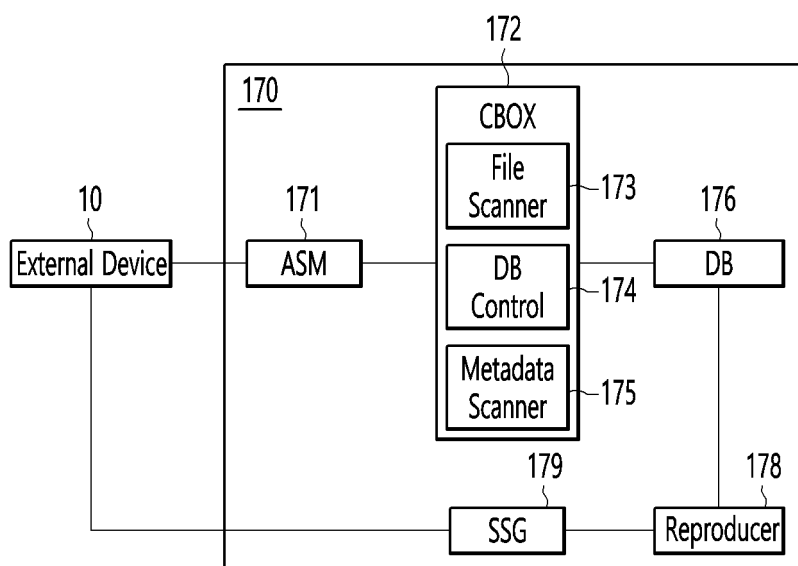 172
170
CBOX
File
Scanner
173
10
171
176
External Device
ASM
DB
Control
174
DB
Metadata
Scanner
175
179
178
SSG
Reproducer